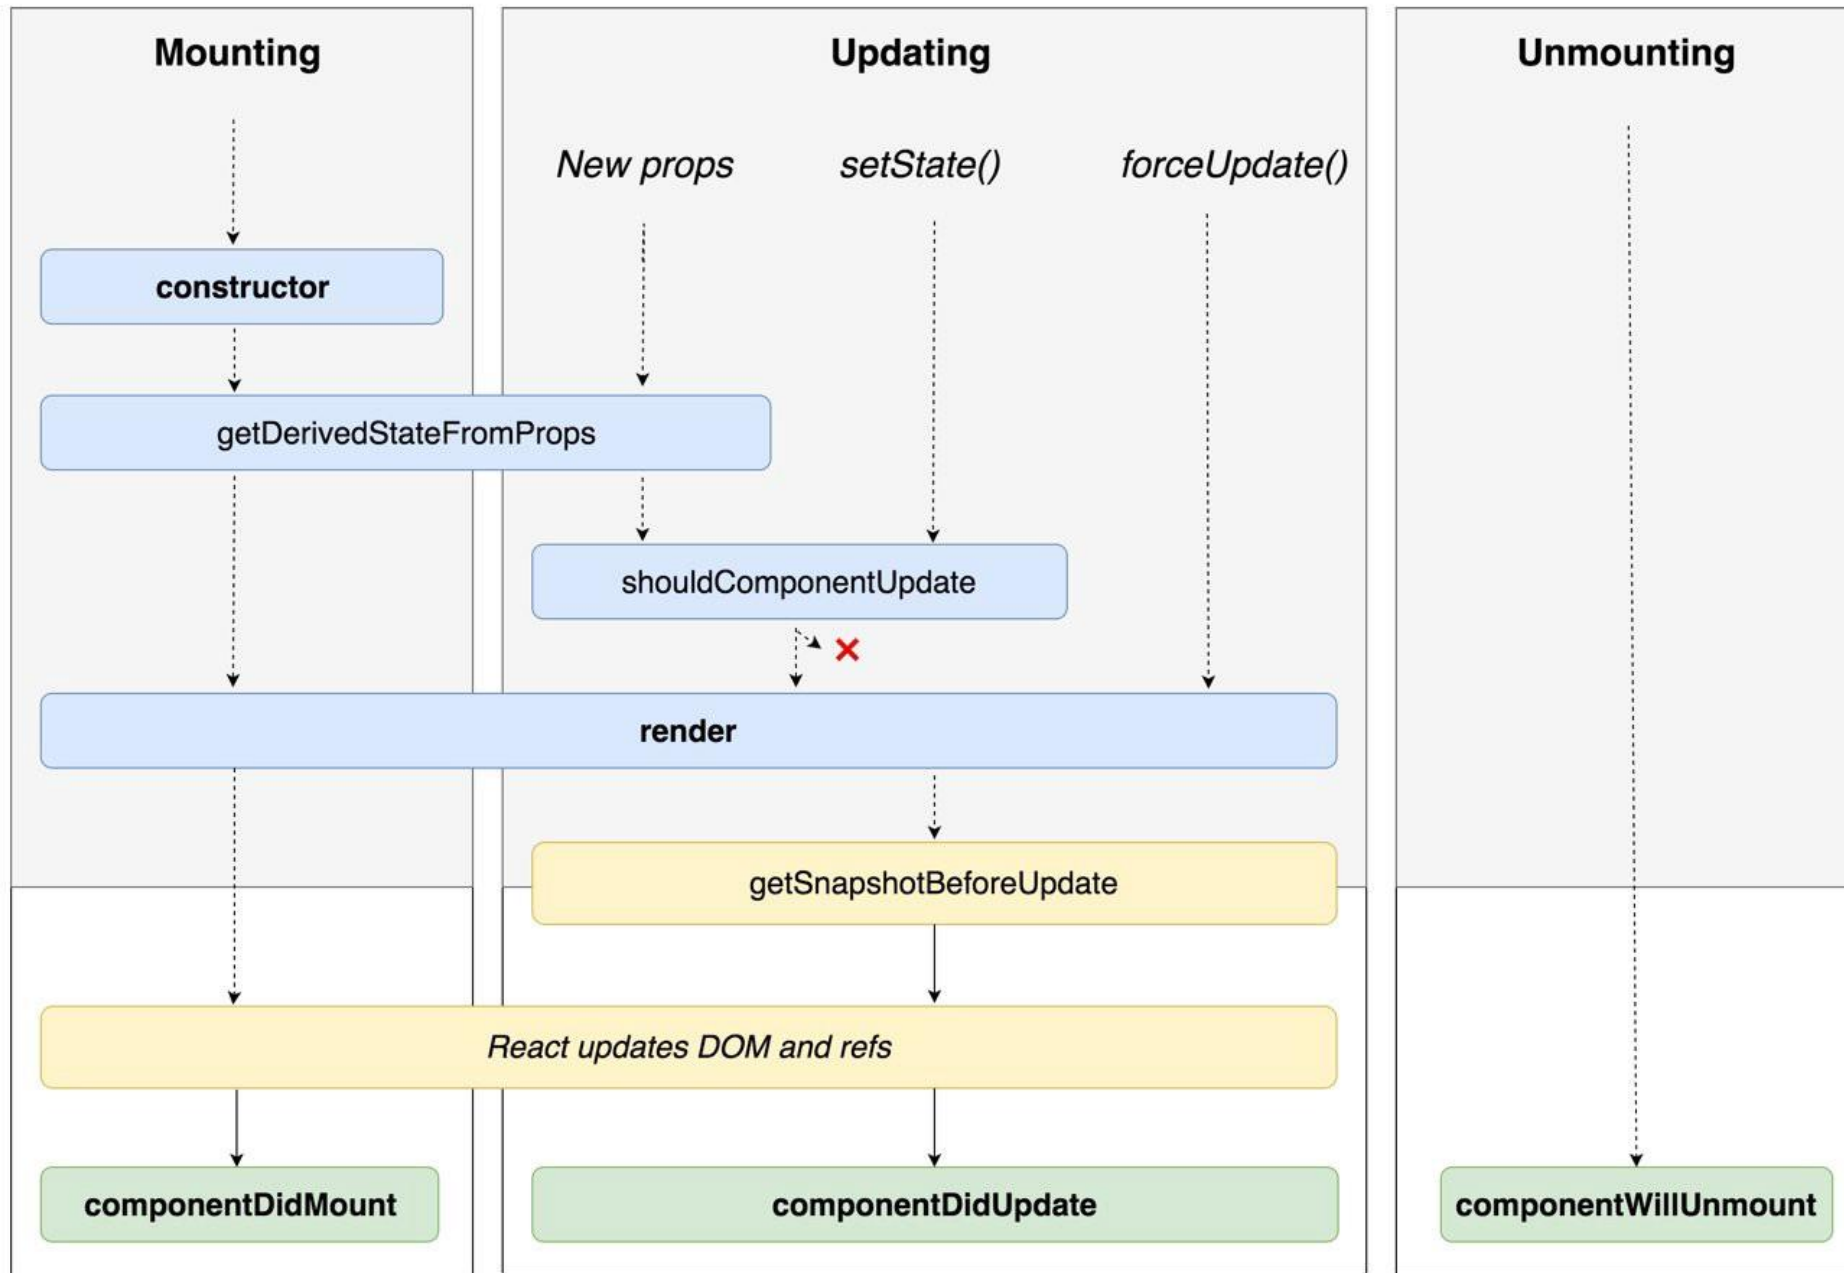 Mounting
Updating
Unmounting
New props
setState()
forceUpdate()
constructor
getDerivedStateFromProps
shouldComponentUpdate
render
getSnapshotBeforeUpdate
React updates DOM and refs
componentDidMount
componentDidUpdate
componentWillUnmount